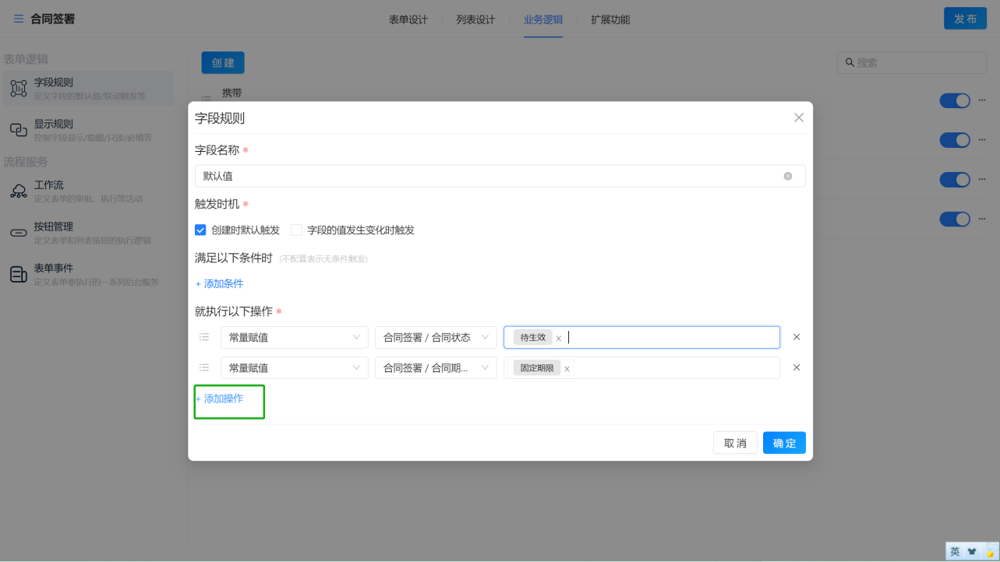 合同签署
表单设计
列表设计
业务逻辑
扩展功能
发 布
表单逻辑
字段规则
定义字段的默认值/联动触发等
显示规则
控制字段显示/隐藏/只读/必填等
流程服务
工作流
定义表单的审批、执行等活动
按钮管理
定义表单和列表按钮的执行逻辑
表单事件
定义表单要执行的一系列后台服务
创 建
搜索
携带
字段规则
字段名称 *
默认值
触发时机 *
创建时默认触发
字段的值发生变化时触发
满足以下条件时 (不配置表示无条件触发)
+ 添加条件
就执行以下操作 *
常量赋值
合同签署 / 合同状态
待生效 x
常量赋值
合同签署 / 合同期...
固定期限 x
+ 添加操作
取 消
确 定
英